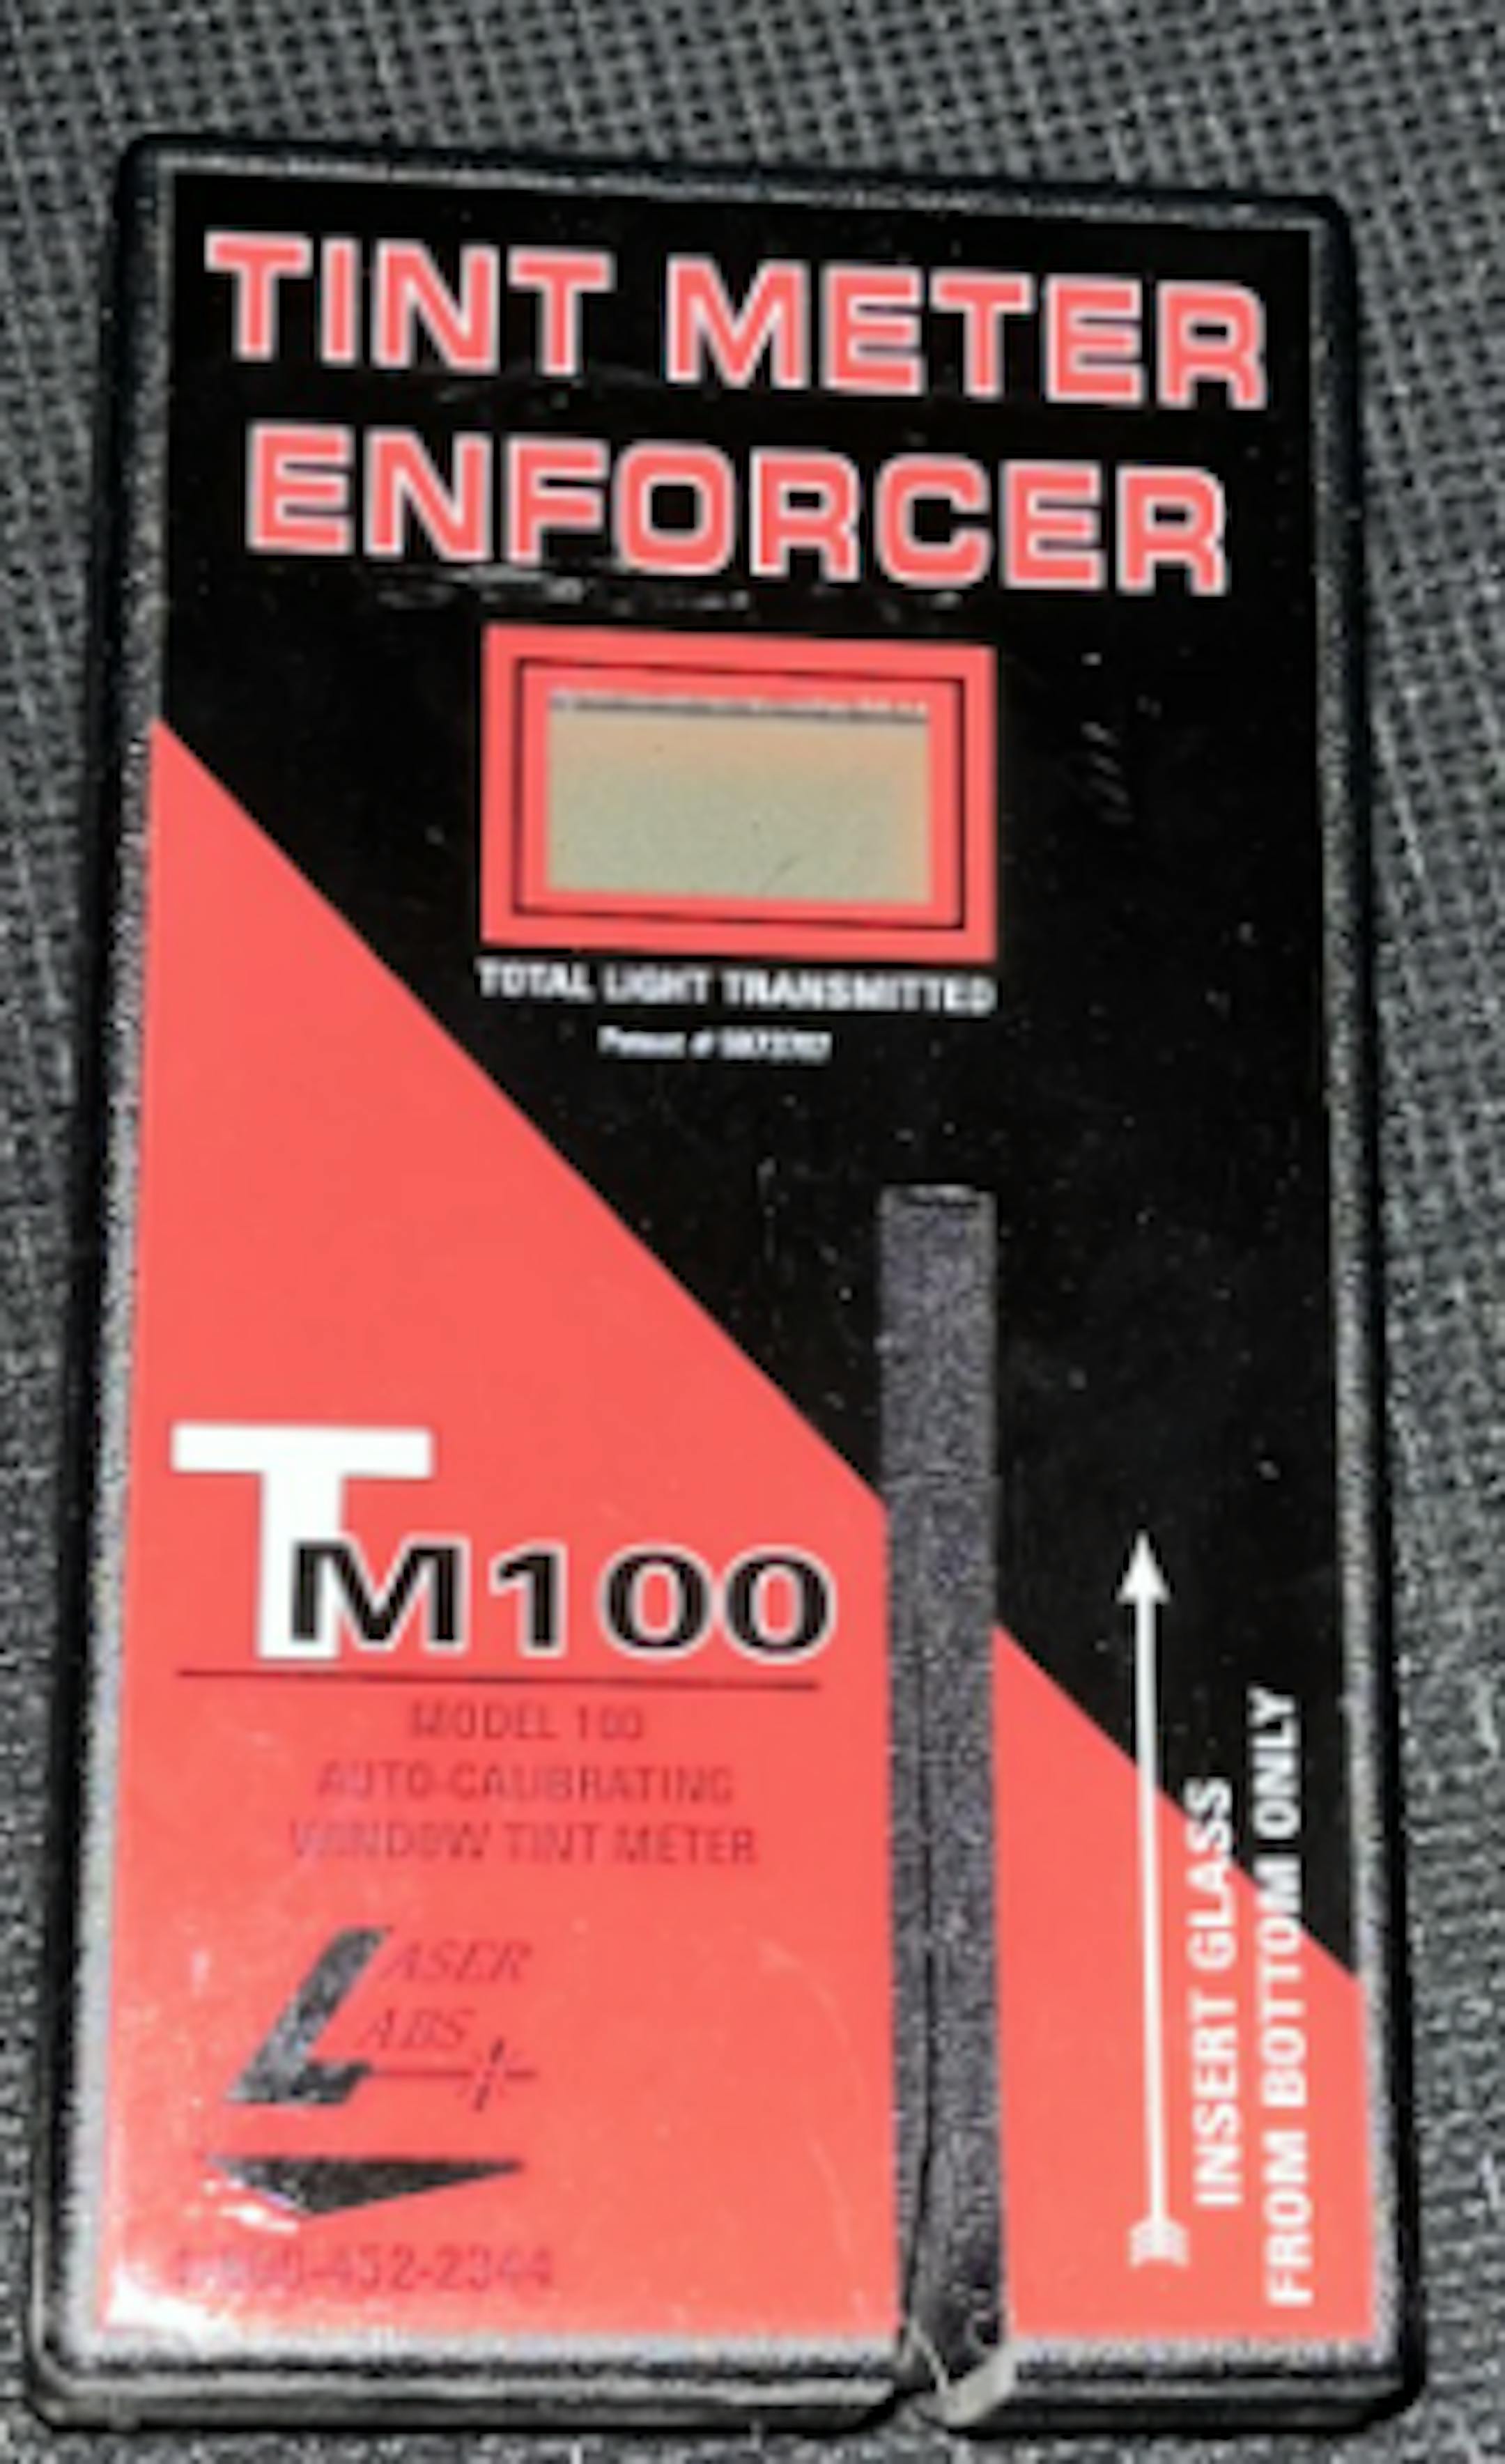 TINT METER
ENFORCER
TOTAL LIGHT TRANSMITTED
TM100
MODEL 100
AUTO-CALIBRATING
WINDOW TINT METER
LASER
LABS
INSERT GLASS
FROM BOTTOM ONLY